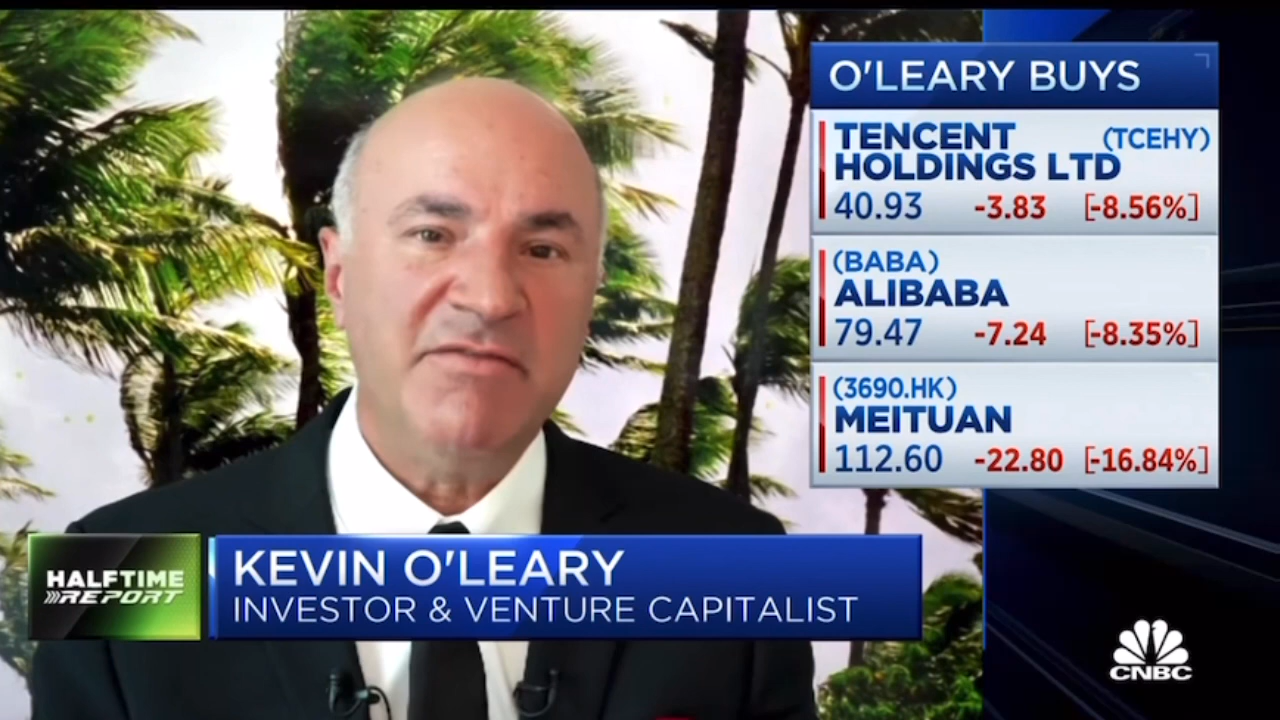 O'LEARY BUYS
TENCENT (TCEHY)
HOLDINGS LTD
40.93 -3.83 [-8.56%]
(BABA)
ALIBABA
79.47 -7.24 [-8.35%]
(3690.HK)
MEITUAN
112.60 -22.80 [-16.84%]
HALFTIME
REPORT
KEVIN O'LEARY
INVESTOR & VENTURE CAPITALIST
CNBC